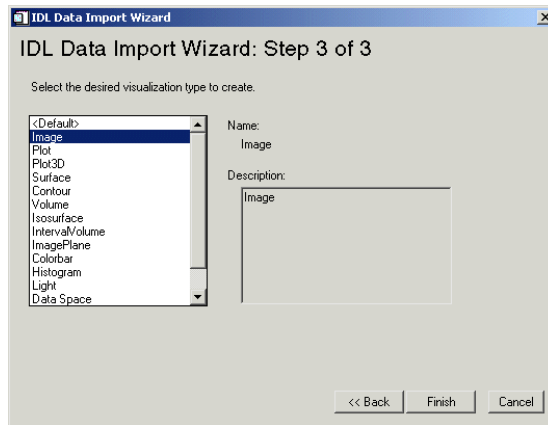 IDL Data Import Wizard
IDL Data Import Wizard: Step 3 of 3
Select the desired visualization type to create.
<Default>
Image
Plot
Plot3D
Surface
Contour
Volume
Isosurface
IntervalVolume
ImagePlane
Colorbar
Histogram
Light
Data Space
Name:
Image
Description:
Image
<< Back
Finish
Cancel